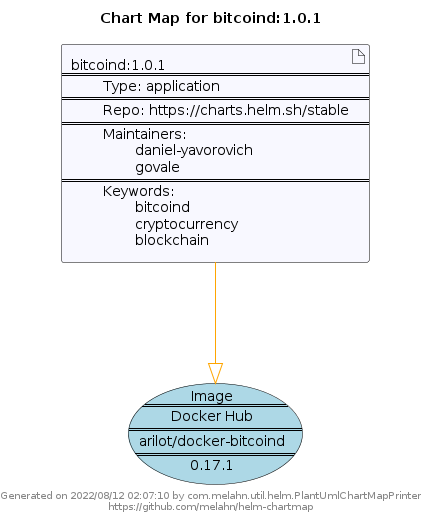 Chart Map for bitcoind:1.0.1
bitcoind:1.0.1
Type: application
Repo: https://charts.helm.sh/stable
Maintainers:
daniel-yavorovich
govale
Keywords:
bitcoind
cryptocurrency
blockchain
Image
Docker Hub
arilot/docker-bitcoind
0.17.1
Generated on 2022/08/12 02:07:10 by com.melahn.util.helm.PlantUmlChartMapPrinter
https://github.com/melahn/helm-chartmap